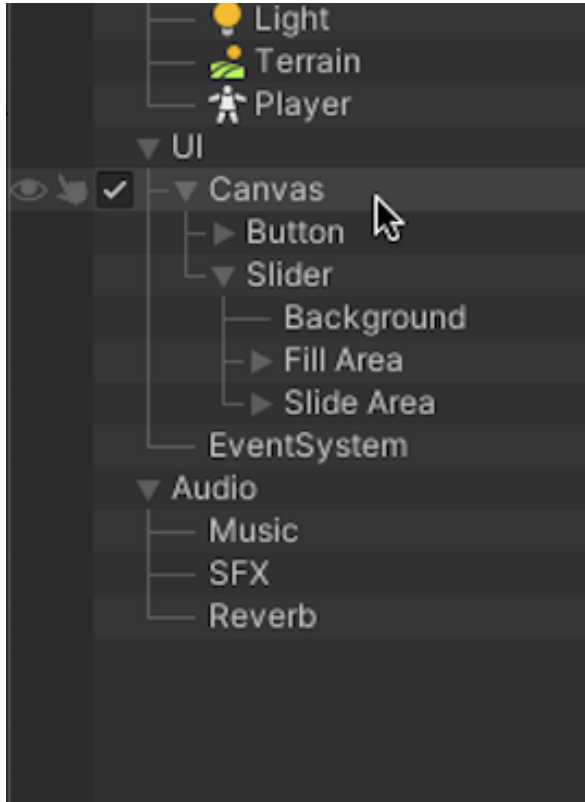 Light
Terrain
Player
UI
Canvas
Button
Slider
Background
Fill Area
Slide Area
EventSystem
Audio
Music
SFX
Reverb